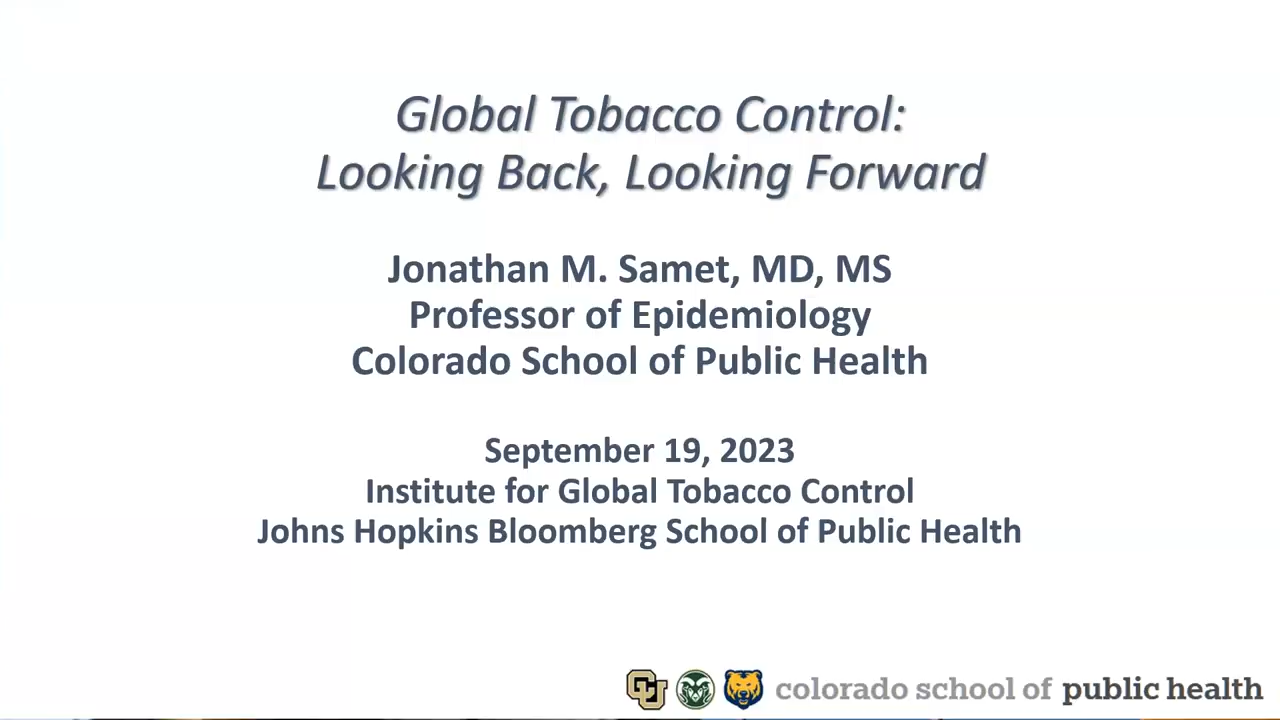 Global Tobacco Control:
Looking Back, Looking Forward
Jonathan M. Samet, MD, MS
Professor of Epidemiology
Colorado School of Public Health
September 19, 2023
Institute for Global Tobacco Control
Johns Hopkins Bloomberg School of Public Health
CU colorado school of public health